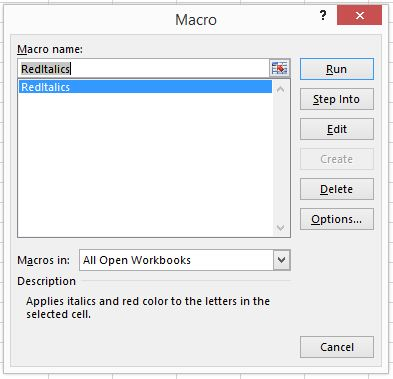 Macro
?
Macro name:
RedItalics
RedItalics
Run
Step Into
Edit
Create
Delete
Options...
Macros in:
All Open Workbooks
Description
Applies italics and red color to the letters in the
selected cell.
Cancel